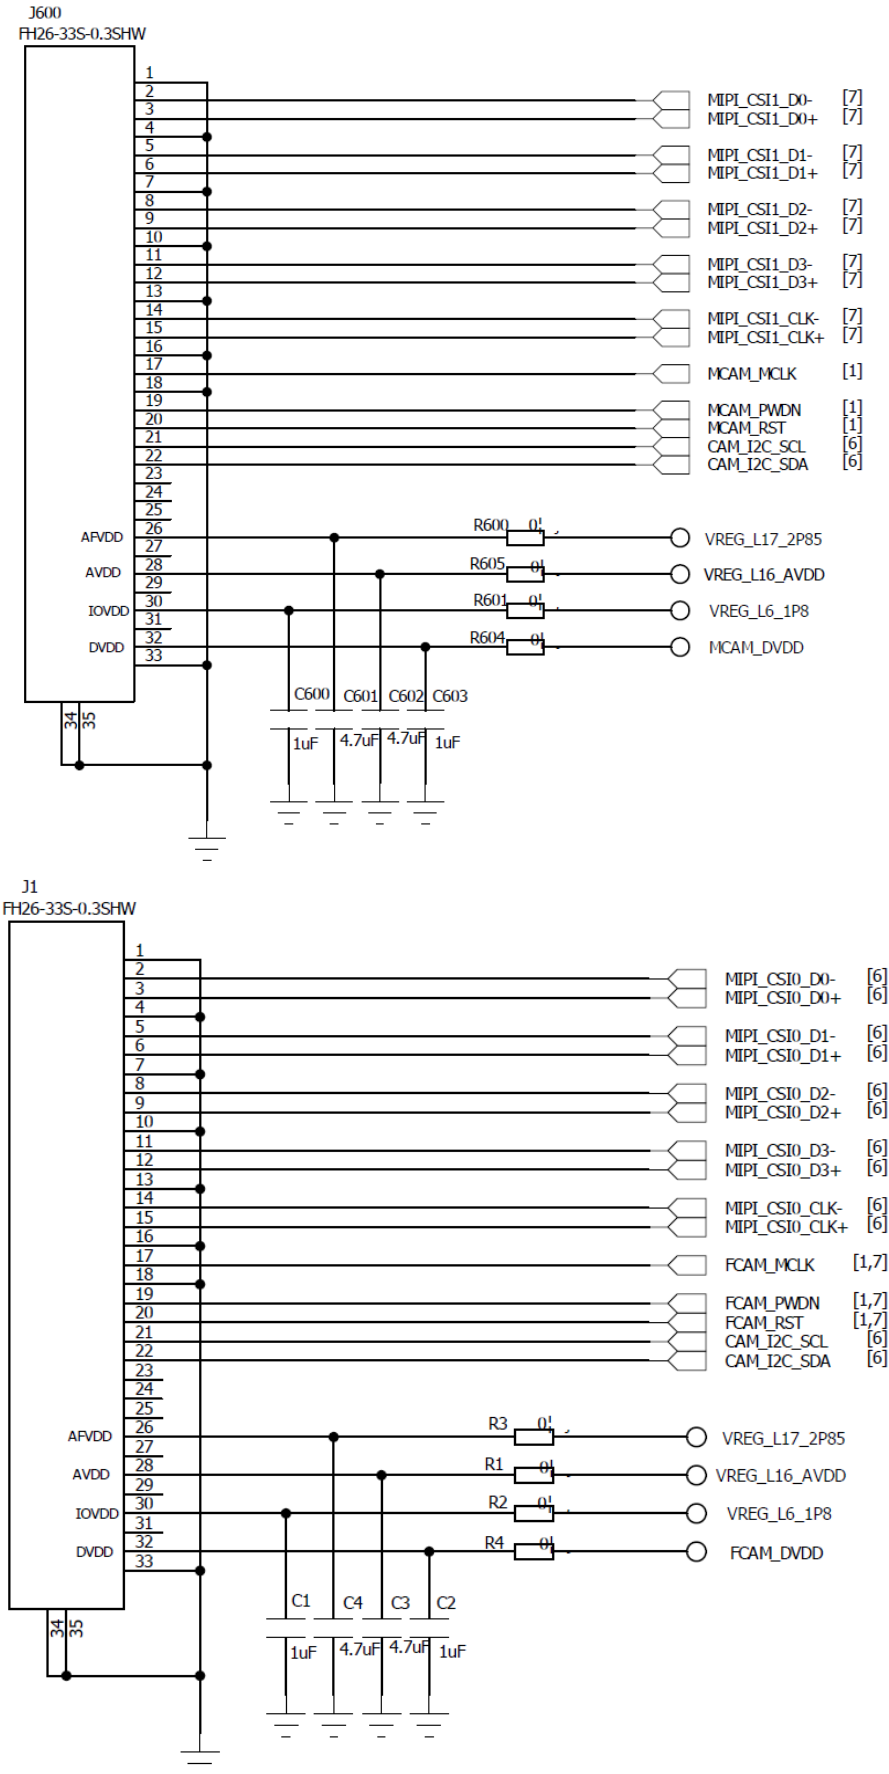 J600
FH26-33S-0.3SHW
1
2 MIPI_CSI1_D0- [7]
3 MIPI_CSI1_D0+ [7]
4
5 MIPI_CSI1_D1- [7]
6 MIPI_CSI1_D1+ [7]
7
8 MIPI_CSI1_D2- [7]
9 MIPI_CSI1_D2+ [7]
10
11 MIPI_CSI1_D3- [7]
12 MIPI_CSI1_D3+ [7]
13
14 MIPI_CSI1_CLK- [7]
15 MIPI_CSI1_CLK+ [7]
16
17 MCAM_MCLK [1]
18
19 MCAM_PWDN [1]
20 MCAM_RST [1]
21 CAM_I2C_SCL [6]
22 CAM_I2C_SDA [6]
23
24
25
AFVDD 26 R600 0 VREG_L17_2P85
27
AVDD 28 R605 0 VREG_L16_AVDD
29
IOVDD 30 R601 0 VREG_L6_1P8
31
DVDD 32 R604 0 MCAM_DVDD
33
C600 C601 C602 C603
34 35
1uF 4.7uF 4.7uF 1uF
J1
FH26-33S-0.3SHW
1
2 MIPI_CSI0_D0- [6]
3 MIPI_CSI0_D0+ [6]
4
5 MIPI_CSI0_D1- [6]
6 MIPI_CSI0_D1+ [6]
7
8 MIPI_CSI0_D2- [6]
9 MIPI_CSI0_D2+ [6]
10
11 MIPI_CSI0_D3- [6]
12 MIPI_CSI0_D3+ [6]
13
14 MIPI_CSI0_CLK- [6]
15 MIPI_CSI0_CLK+ [6]
16
17 FCAM_MCLK [1,7]
18
19 FCAM_PWDN [1,7]
20 FCAM_RST [1,7]
21 CAM_I2C_SCL [6]
22 CAM_I2C_SDA [6]
23
24
25
AFVDD 26 R3 0 VREG_L17_2P85
27
AVDD 28 R1 0 VREG_L16_AVDD
29
IOVDD 30 R2 0 VREG_L6_1P8
31
DVDD 32 R4 0 FCAM_DVDD
33
C1 C4 C3 C2
34 35
1uF 4.7uF 4.7uF 1uF